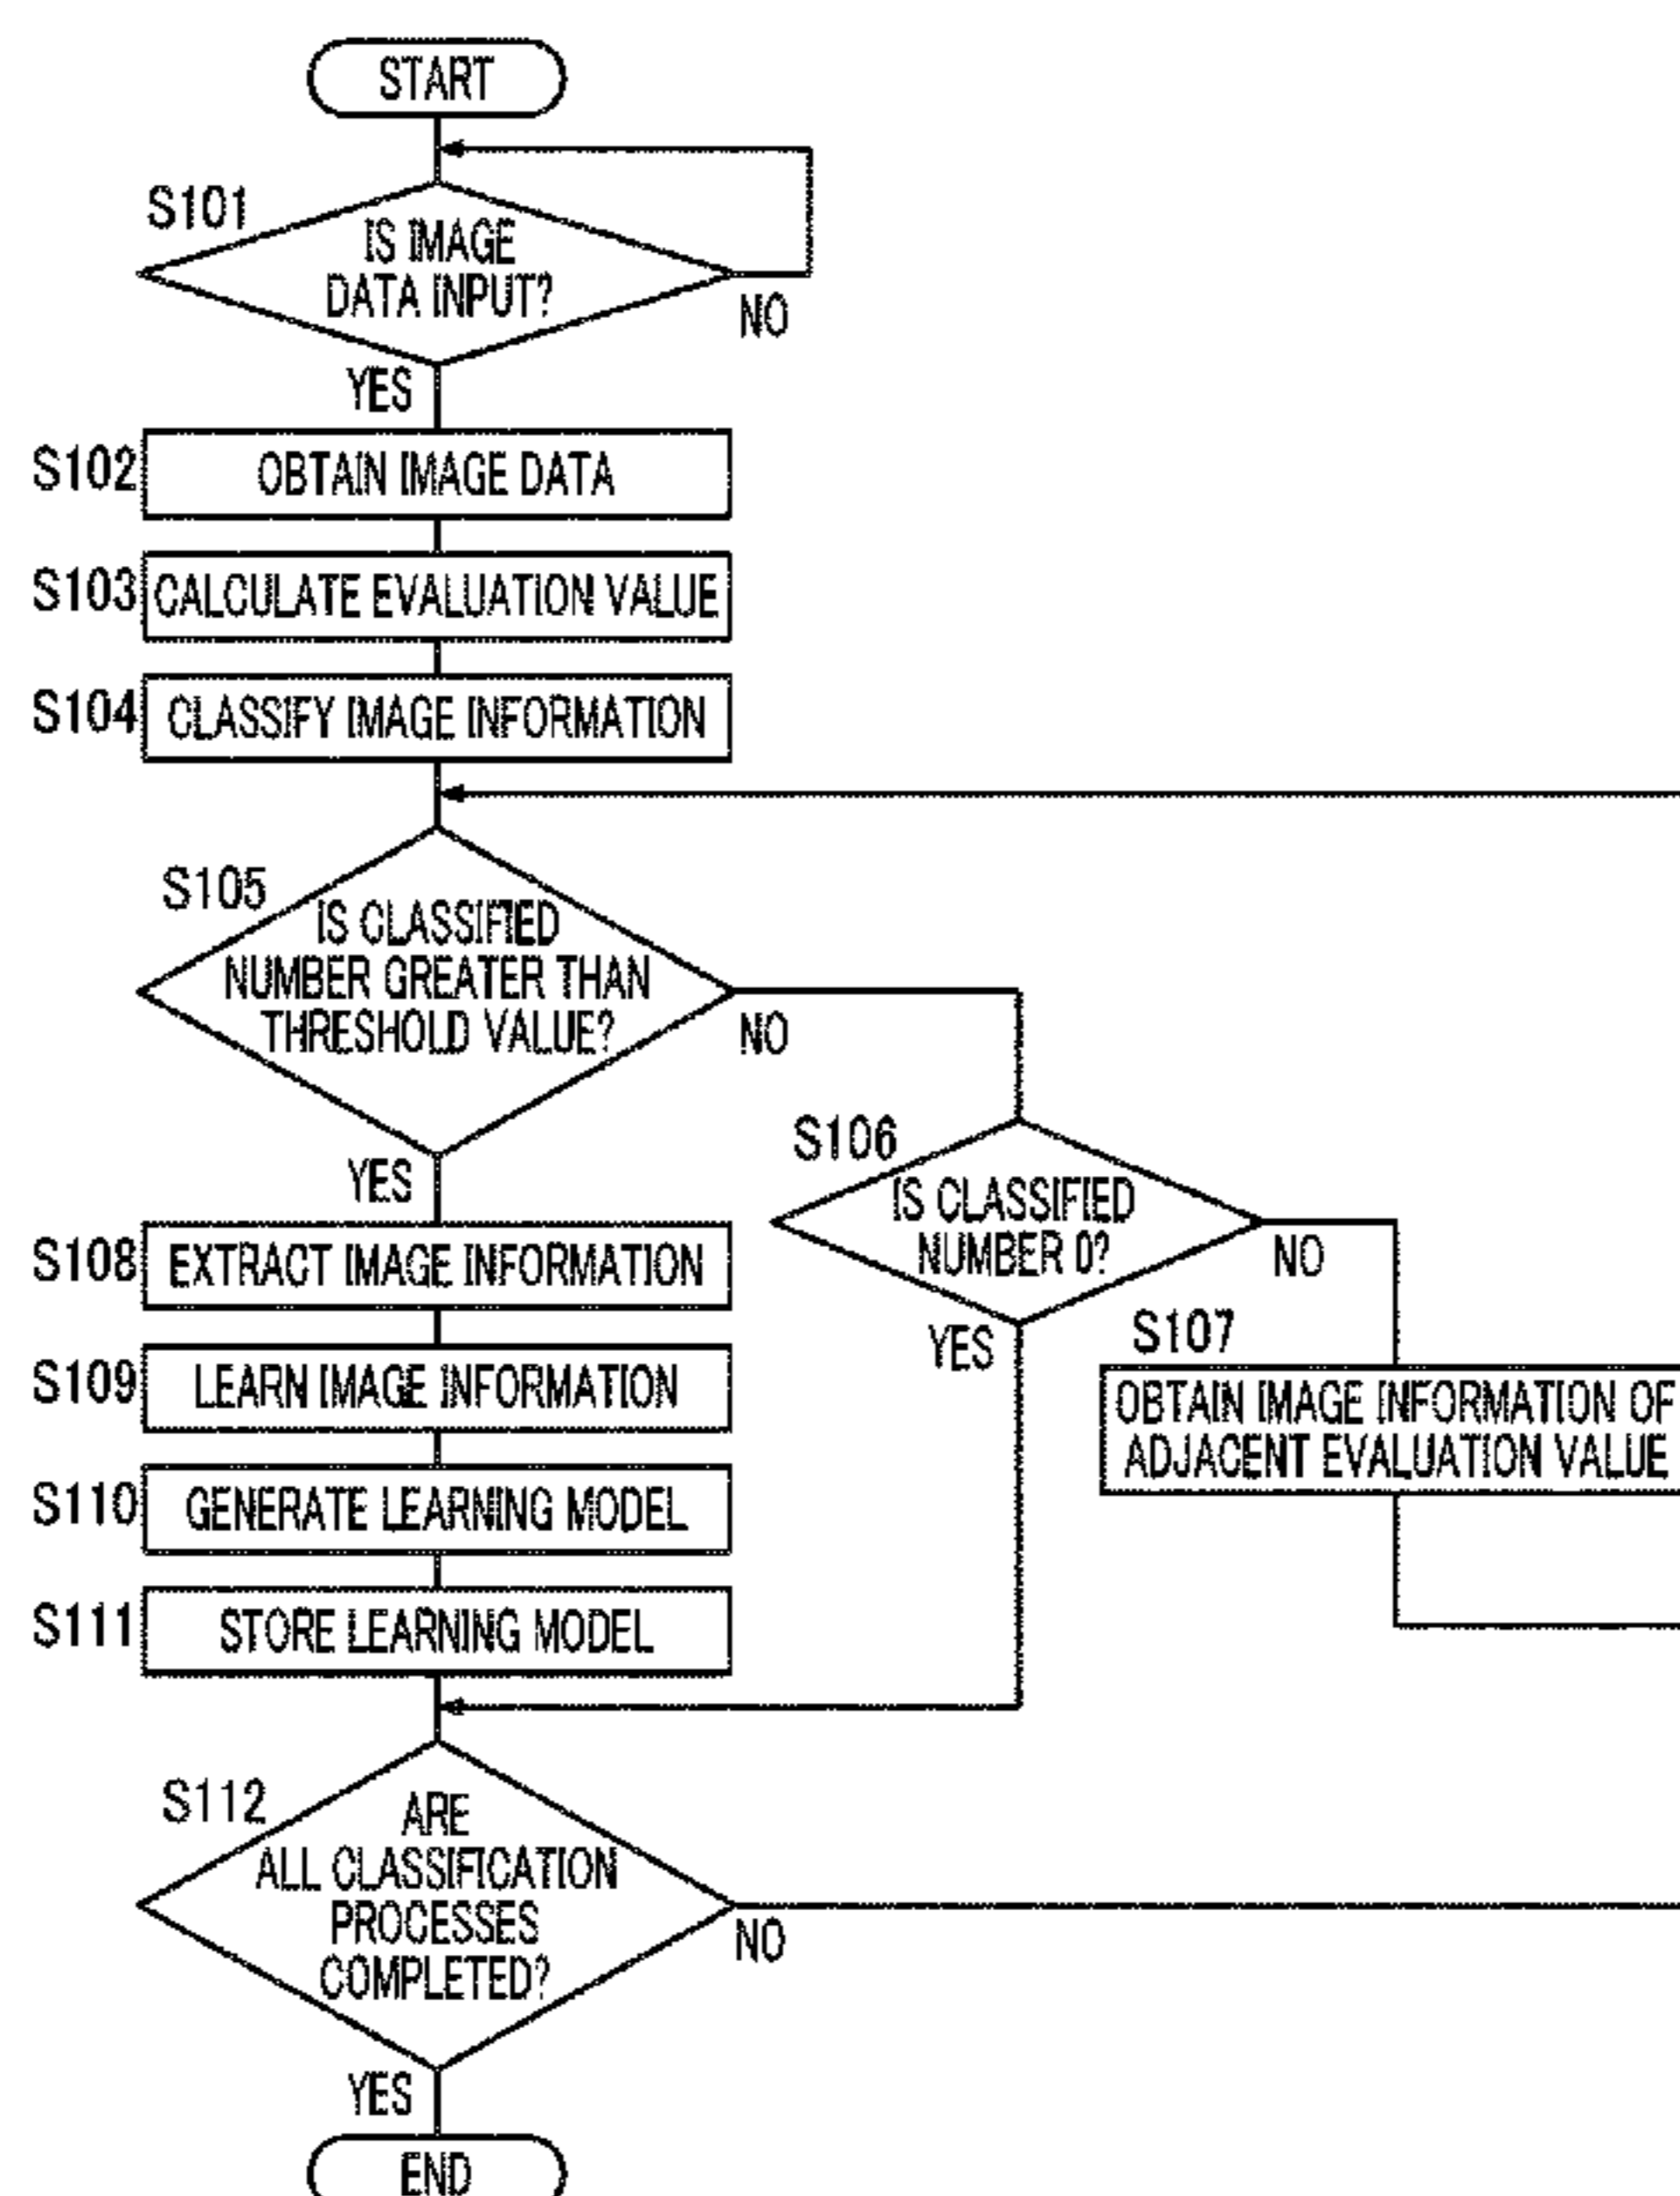 START
S101
IS IMAGE
DATA INPUT?
NO
YES
S102
OBTAIN IMAGE DATA
S103
CALCULATE EVALUATION VALUE
S104
CLASSIFY IMAGE INFORMATION
S105
IS CLASSIFIED
NUMBER GREATER THAN
THRESHOLD VALUE?
NO
YES
S106
IS CLASSIFIED
NUMBER 0?
NO
YES
S107
OBTAIN IMAGE INFORMATION OF
ADJACENT EVALUATION VALUE
S108
EXTRACT IMAGE INFORMATION
S109
LEARN IMAGE INFORMATION
S110
GENERATE LEARNING MODEL
S111
STORE LEARNING MODEL
S112
ARE
ALL CLASSIFICATION
PROCESSES
COMPLETED?
NO
YES
END